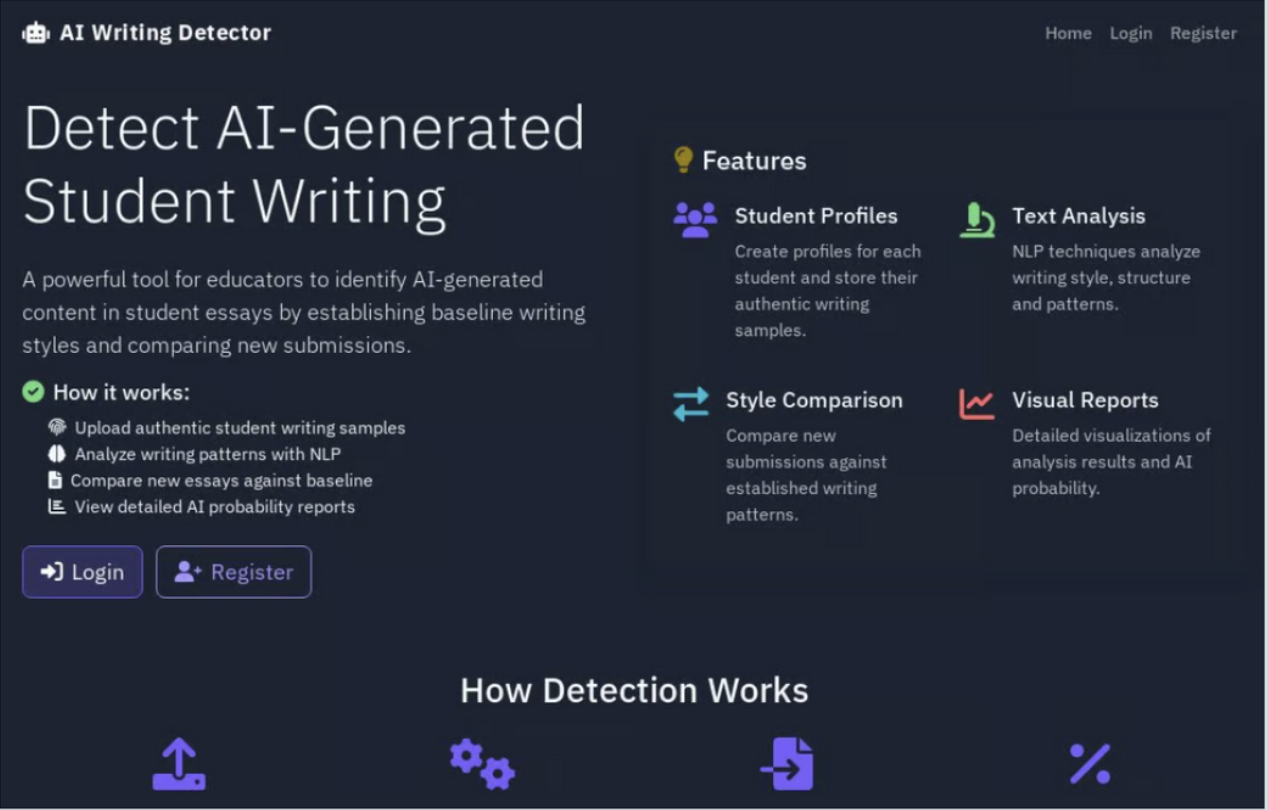 AI Writing Detector
Home Login Register
Detect AI-Generated
Student Writing
A powerful tool for educators to identify AI-generated
content in student essays by establishing baseline writing
styles and comparing new submissions.
How it works:
Upload authentic student writing samples
Analyze writing patterns with NLP
Compare new essays against baseline
View detailed AI probability reports
Login
Register
Features
Student Profiles
Create profiles for each
student and store their
authentic writing
samples.
Text Analysis
NLP techniques analyze
writing style, structure
and patterns.
Style Comparison
Compare new
submissions against
established writing
patterns.
Visual Reports
Detailed visualizations of
analysis results and AI
probability.
How Detection Works